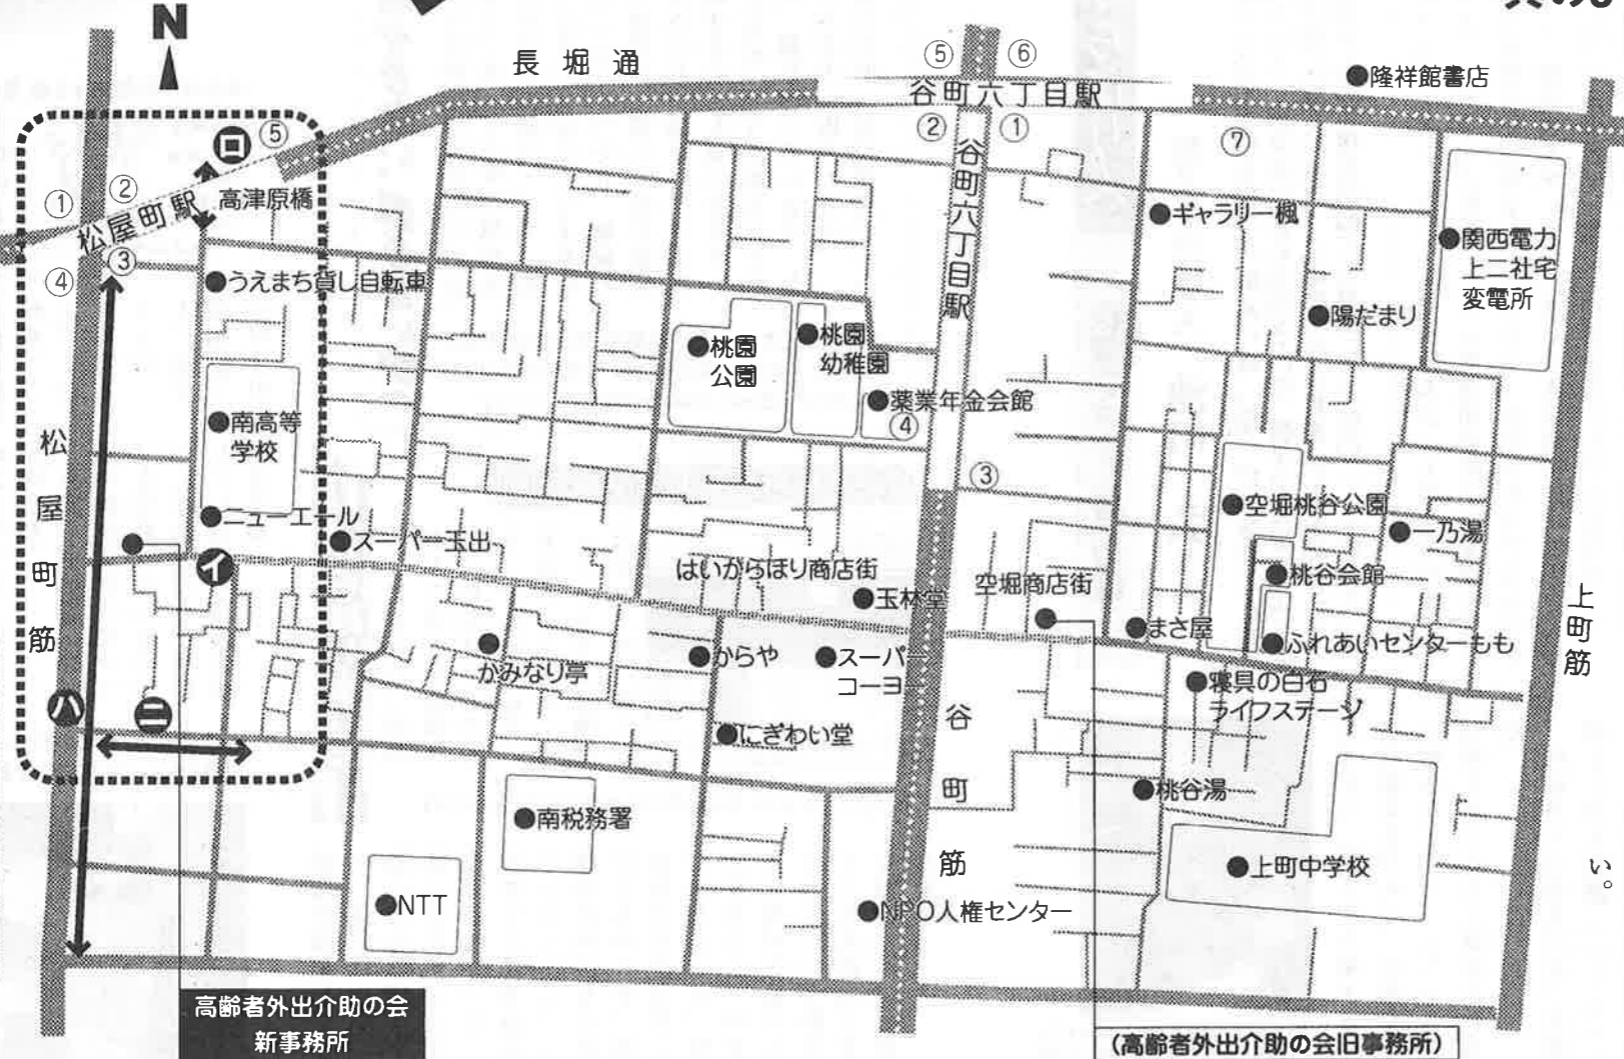 N
長堀通
⑤
⑥
谷町六丁目駅
②
①
谷町六丁目駅
●隆祥館書店
⑦
ロ
⑤
高津原橋
①
②
松屋町駅
③
④
●うえまち貸し自転車
●ギャラリー楓
●関西電力
上二社宅
変電所
●陽だまり
●桃園
公園
●桃園
幼稚園
●薬業年金会館
④
●南高等
学校
③
松屋町筋
●ニューエール
●スーパー玉出
イ
はいからほり商店街
●玉林堂
空堀商店街
●空堀桃谷公園
●一乃湯
●桃谷会館
●まさ屋
●ふれあいセンターもも
上町筋
●かみなり亭
●からや
●スーパー
コーヨー
●寝具の白石
ライフステージ
ハ
ニ
●にぎわい堂
谷町筋
●桃谷湯
●南税務署
●上町中学校
●NTT
●NPO人権センター
い。
高齢者外出介助の会
新事務所
(高齢者外出介助の会旧事務所)